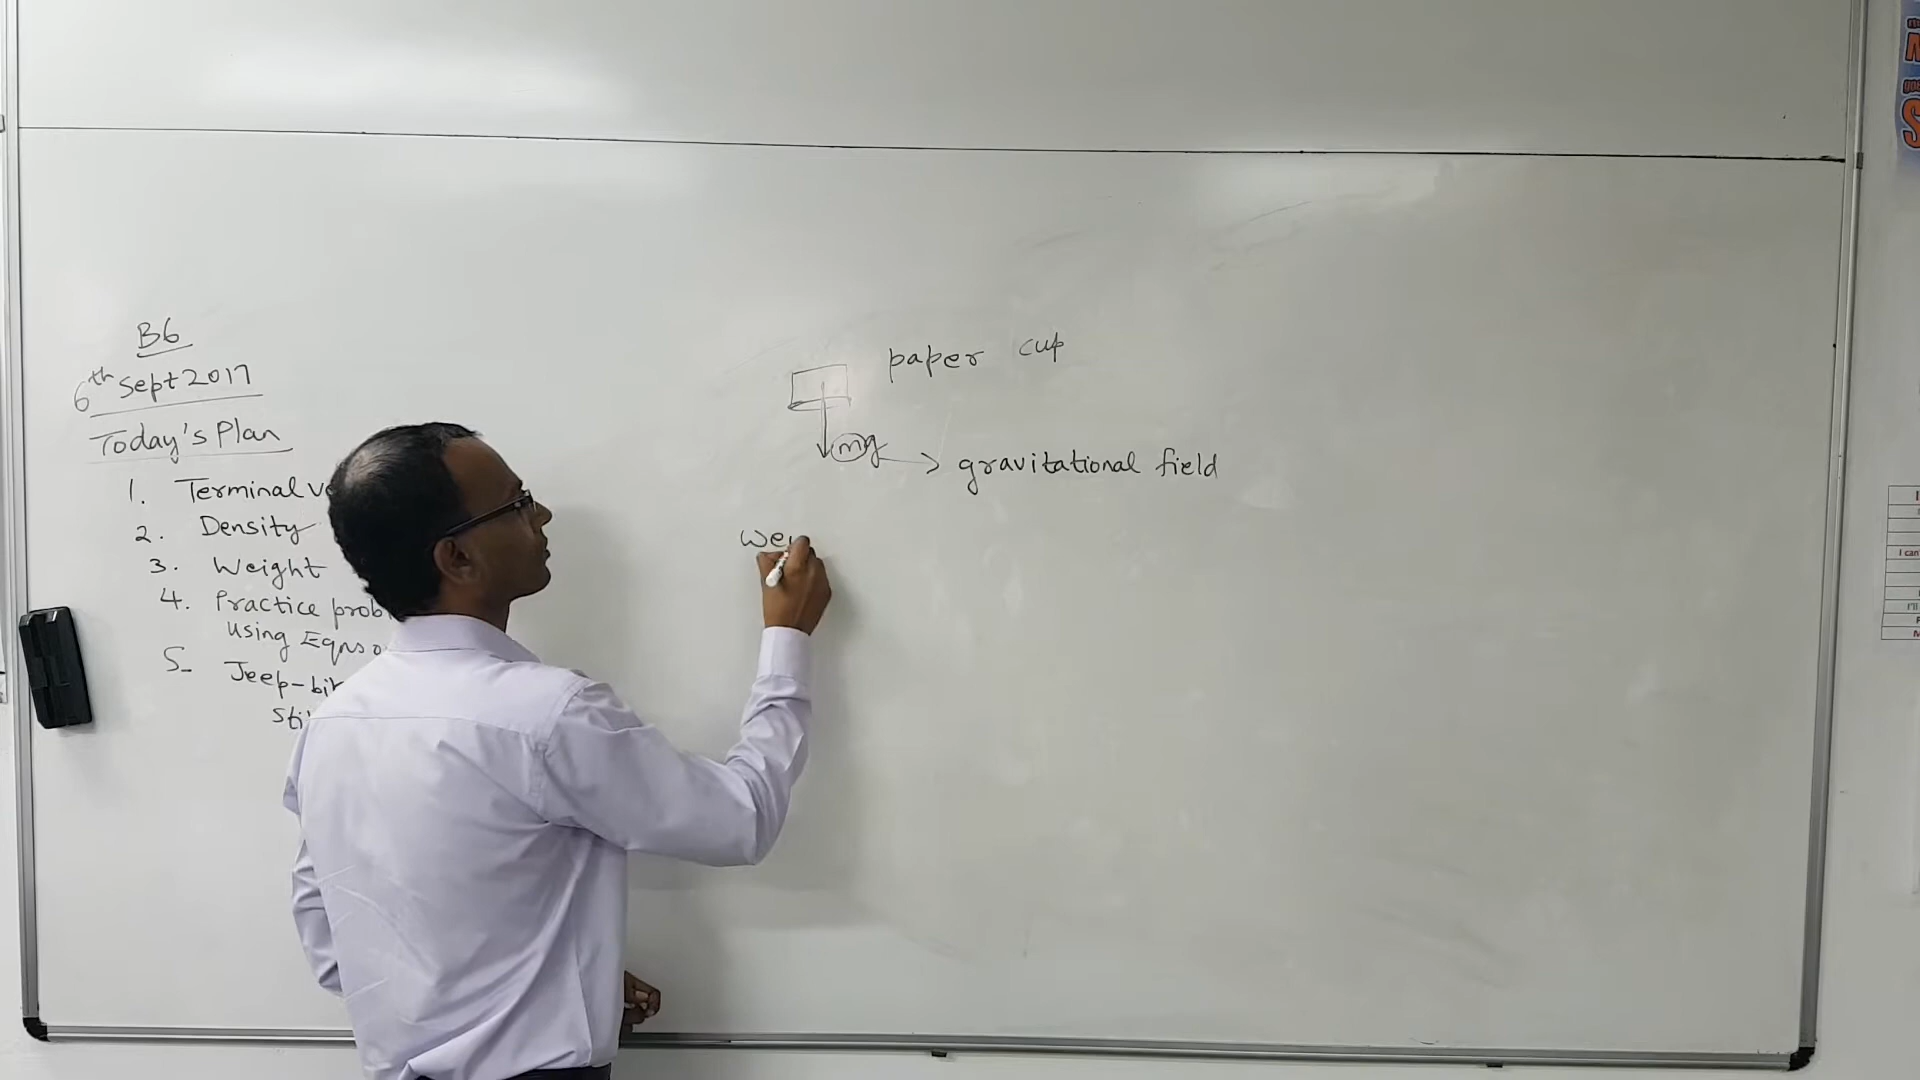 B6
6th Sept 2017
Today's Plan
1. Terminal
2. Density
3. Weight
4. Practice
using Eqns
5. Jeep-
paper cup
mg
gravitational field